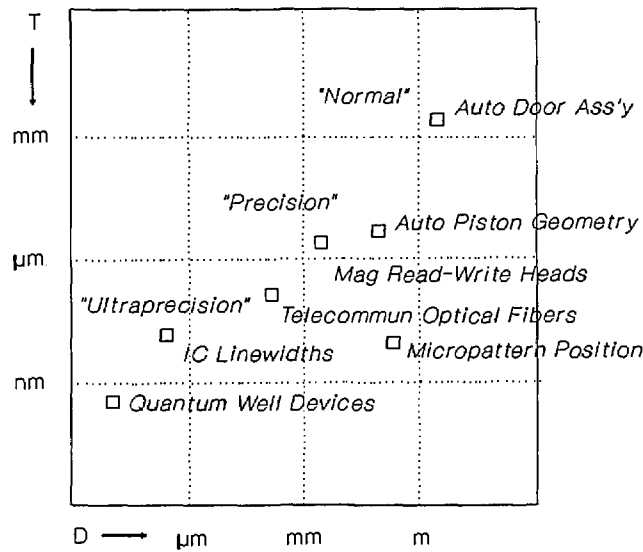 T
"Normal"
Auto Door Ass'y
mm
"Precision"
Auto Piston Geometry
µm
Mag Read-Write Heads
"Ultraprecision"
Telecommun Optical Fibers
IC Linewidths
Micropattern Position
nm
Quantum Well Devices
D
µm
mm
m